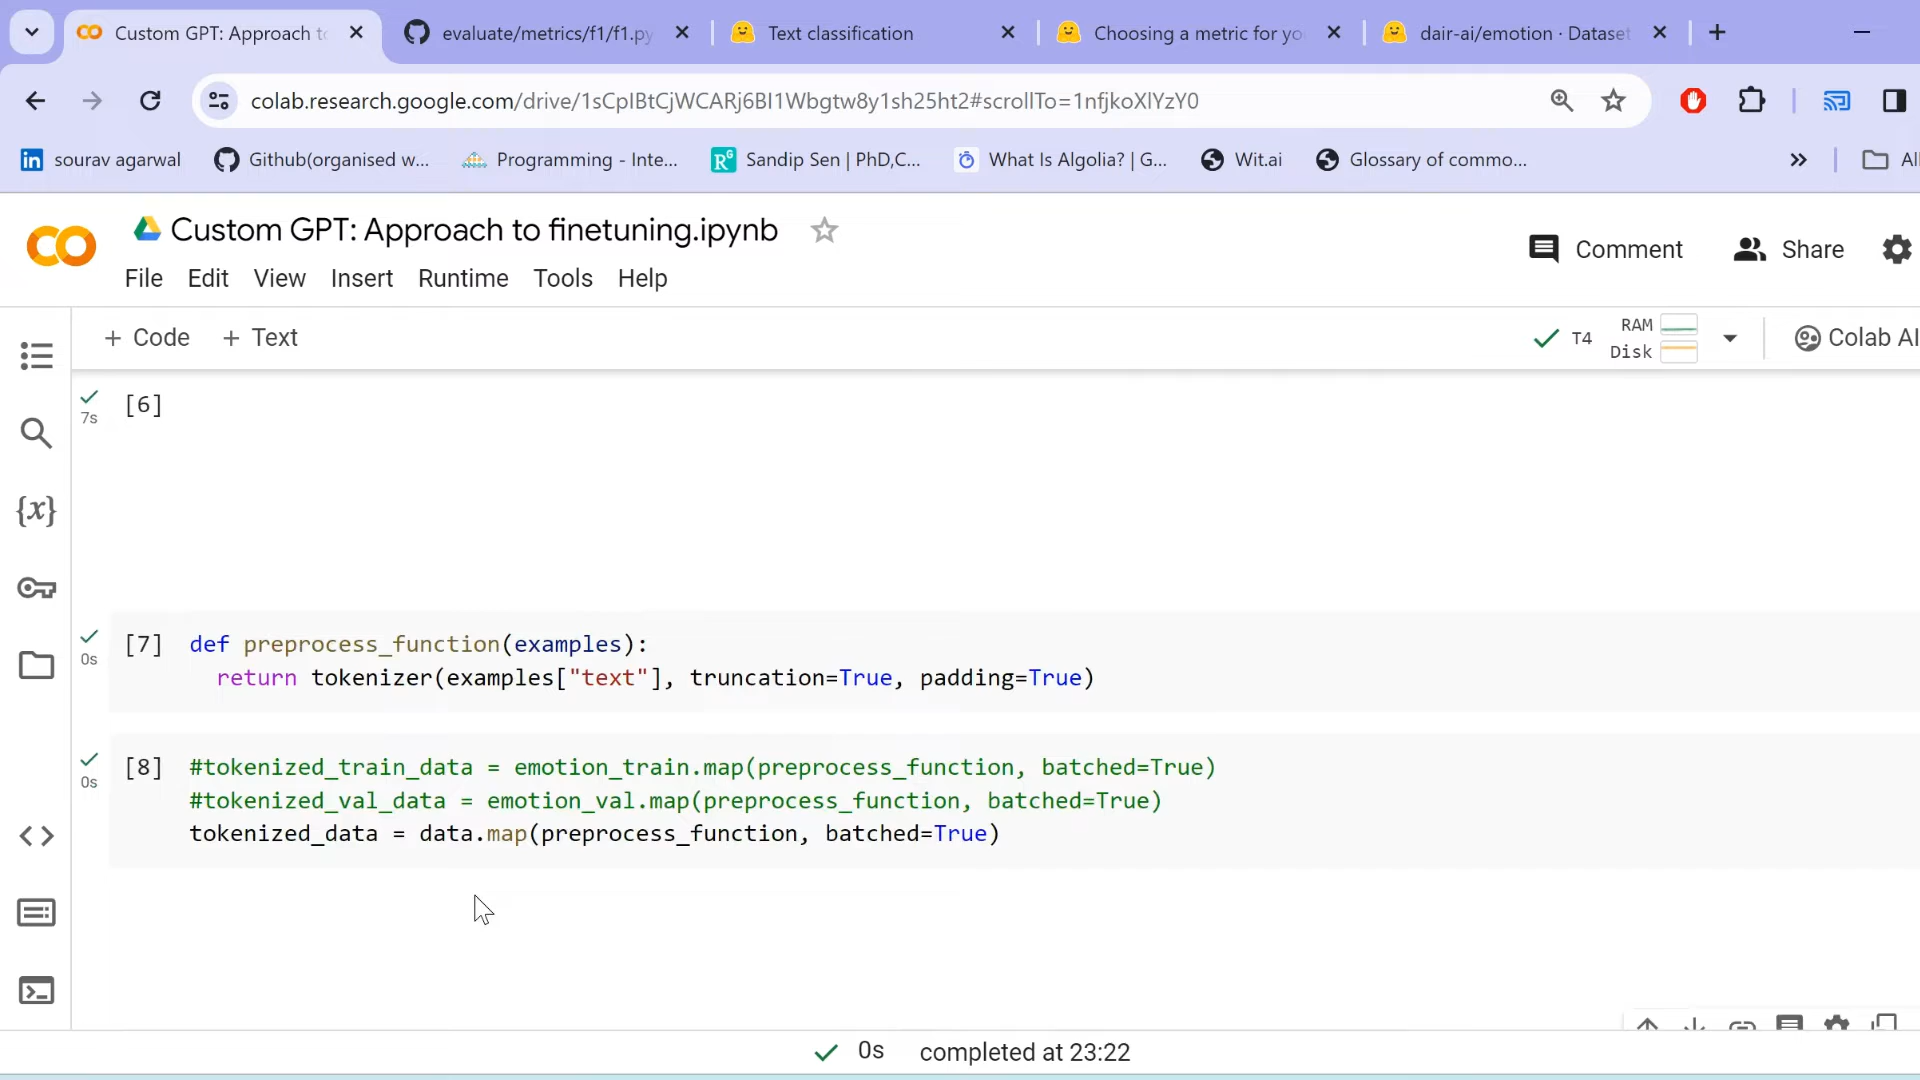 Custom GPT: Approach to
evaluate/metrics/f1/f1.py
Text classification
Choosing a metric for yo
dair-ai/emotion · Dataset
colab.research.google.com/drive/1sCpIBtCjWCARj6BI1Wbgtw8y1sh25ht2#scrollTo=1nfjkoXlYzY0
sourav agarwal
Github(organised w...
Programming - Inte...
Sandip Sen | PhD,C...
What Is Algolia? | G...
Wit.ai
Glossary of commo...
»
Al
Custom GPT: Approach to finetuning.ipynb
Comment
Share
File Edit View Insert Runtime Tools Help
+ Code + Text
T4
RAM
Disk
Colab AI
[6]
7s
{x}
[7] def preprocess_function(examples):
0s
return tokenizer(examples["text"], truncation=True, padding=True)
[8] #tokenized_train_data = emotion_train.map(preprocess_function, batched=True)
0s
#tokenized_val_data = emotion_val.map(preprocess_function, batched=True)
tokenized_data = data.map(preprocess_function, batched=True)
0s completed at 23:22